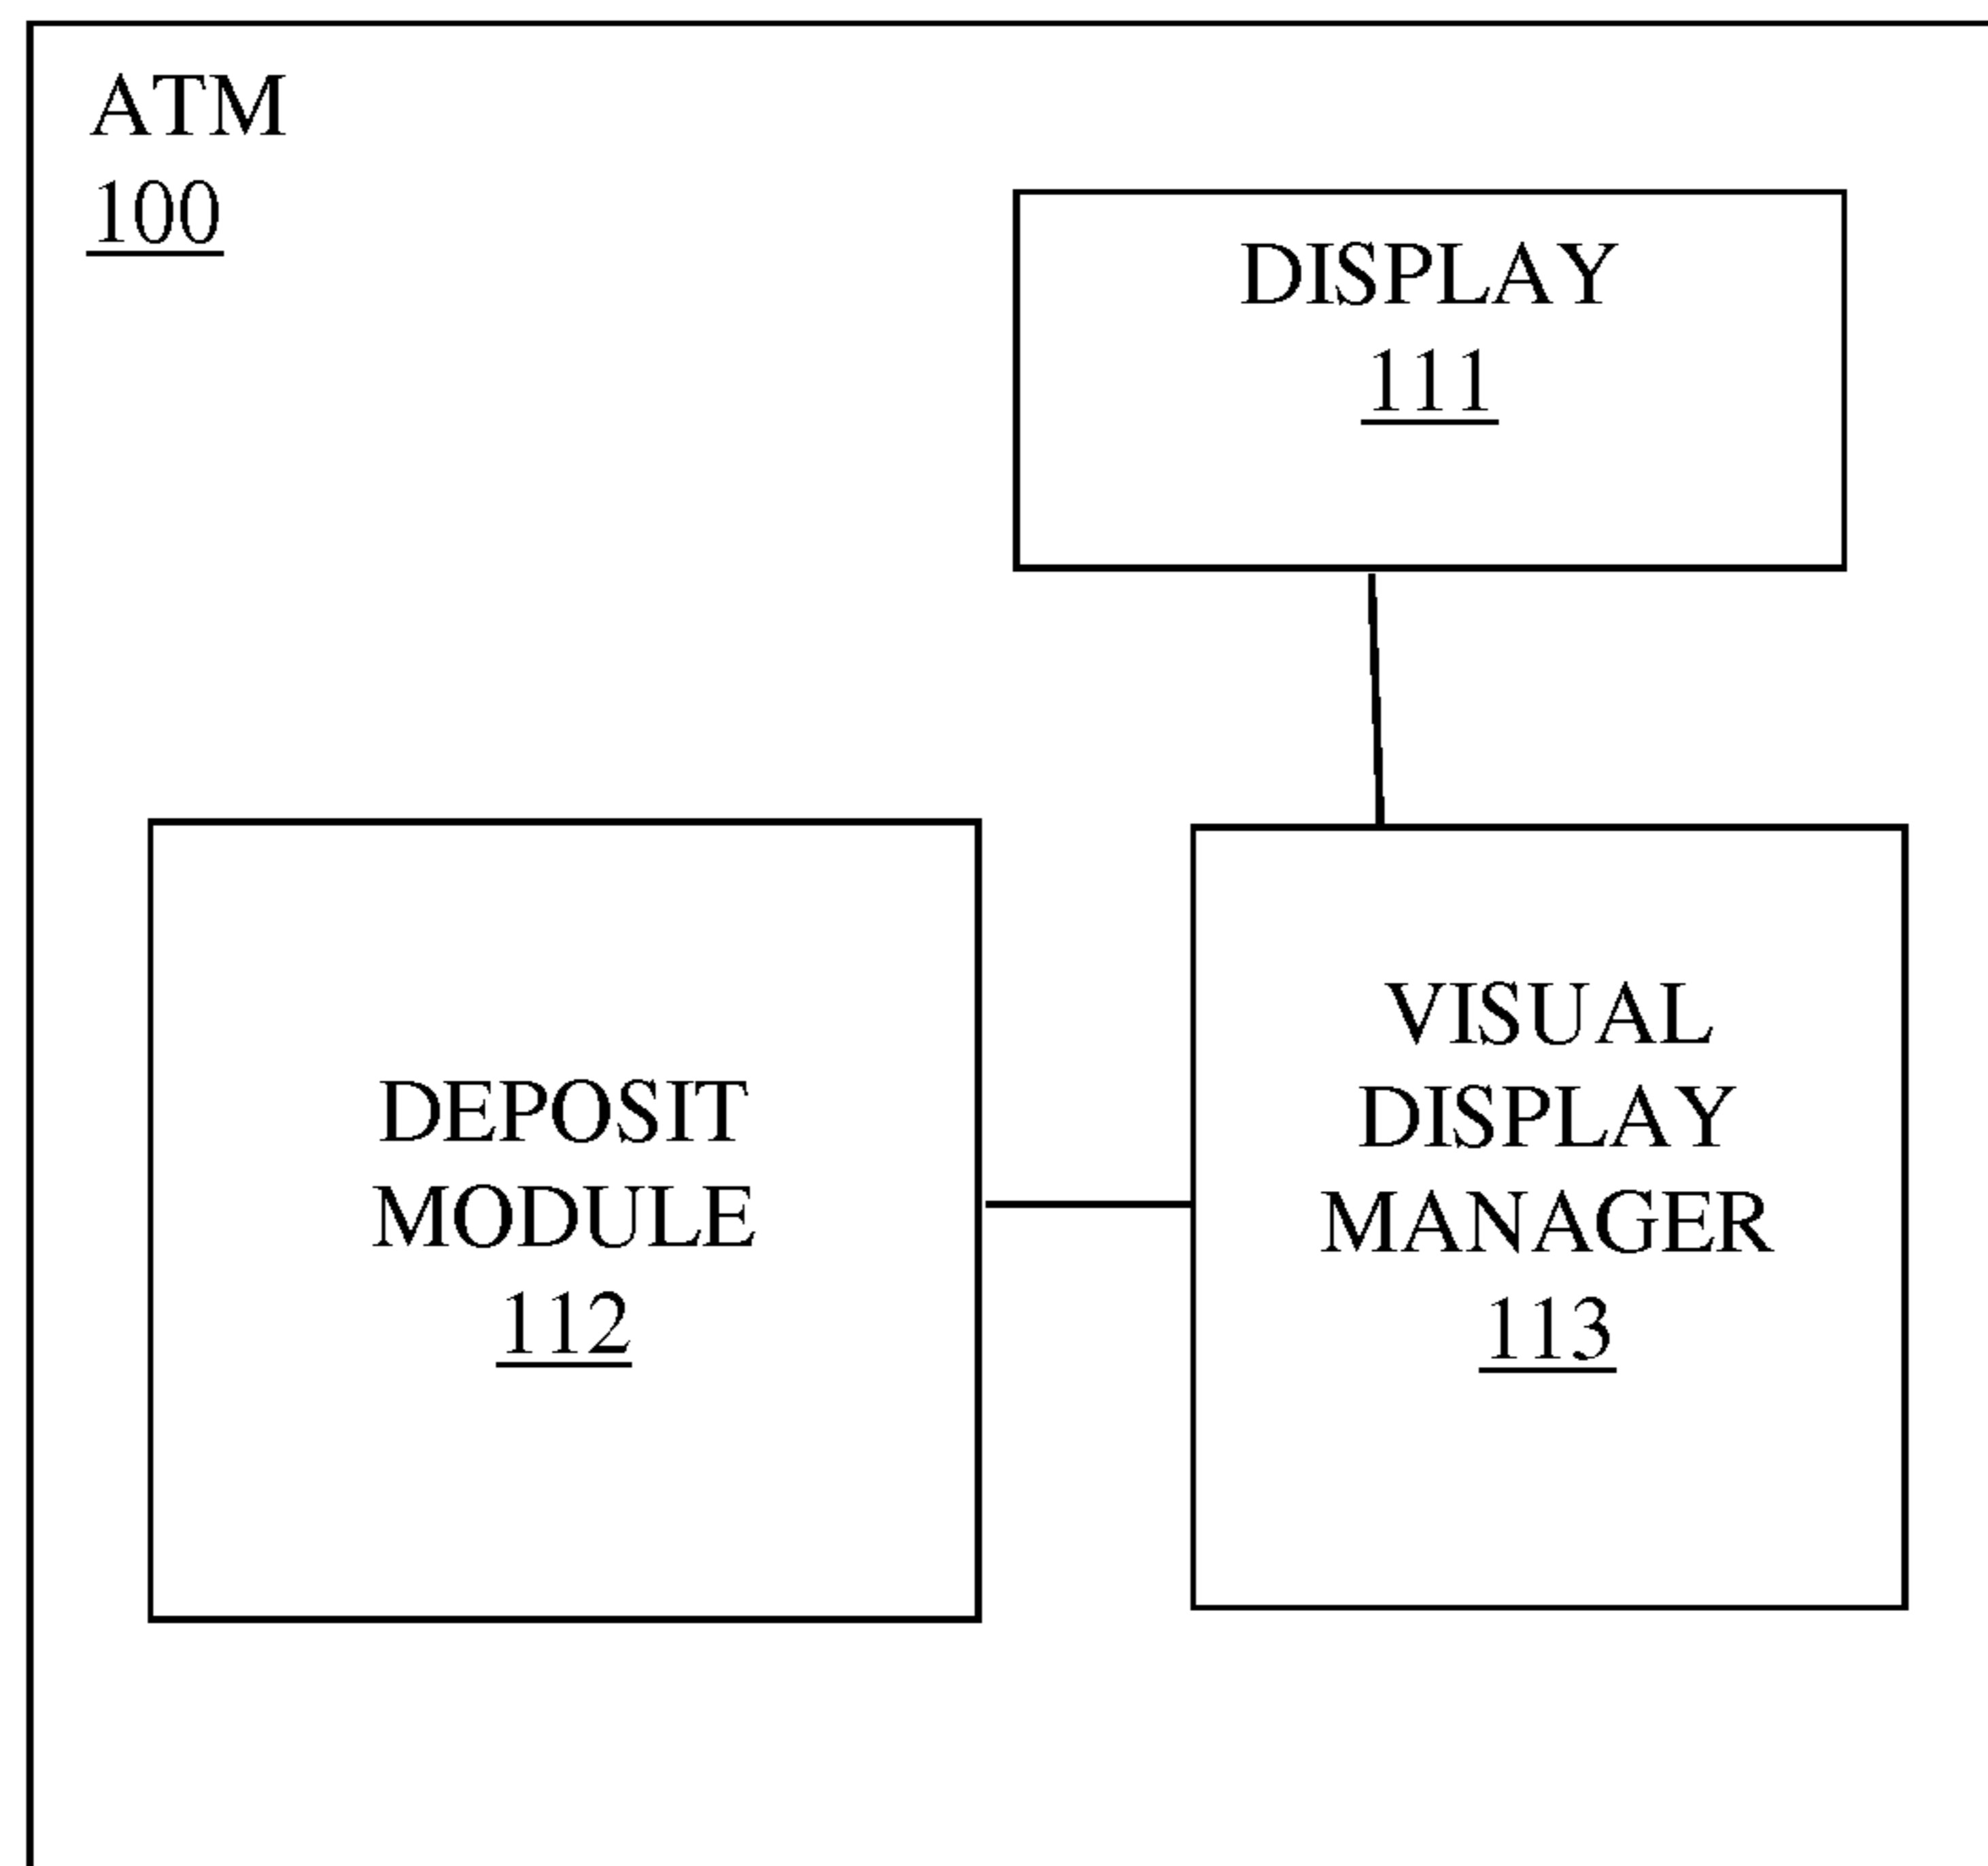 ATM
100
DISPLAY
111
DEPOSIT
MODULE
112
VISUAL
DISPLAY
MANAGER
113